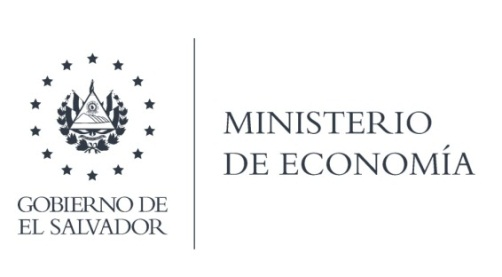 GOBIERNO DE
EL SALVADOR
MINISTERIO
DE ECONOMÍA